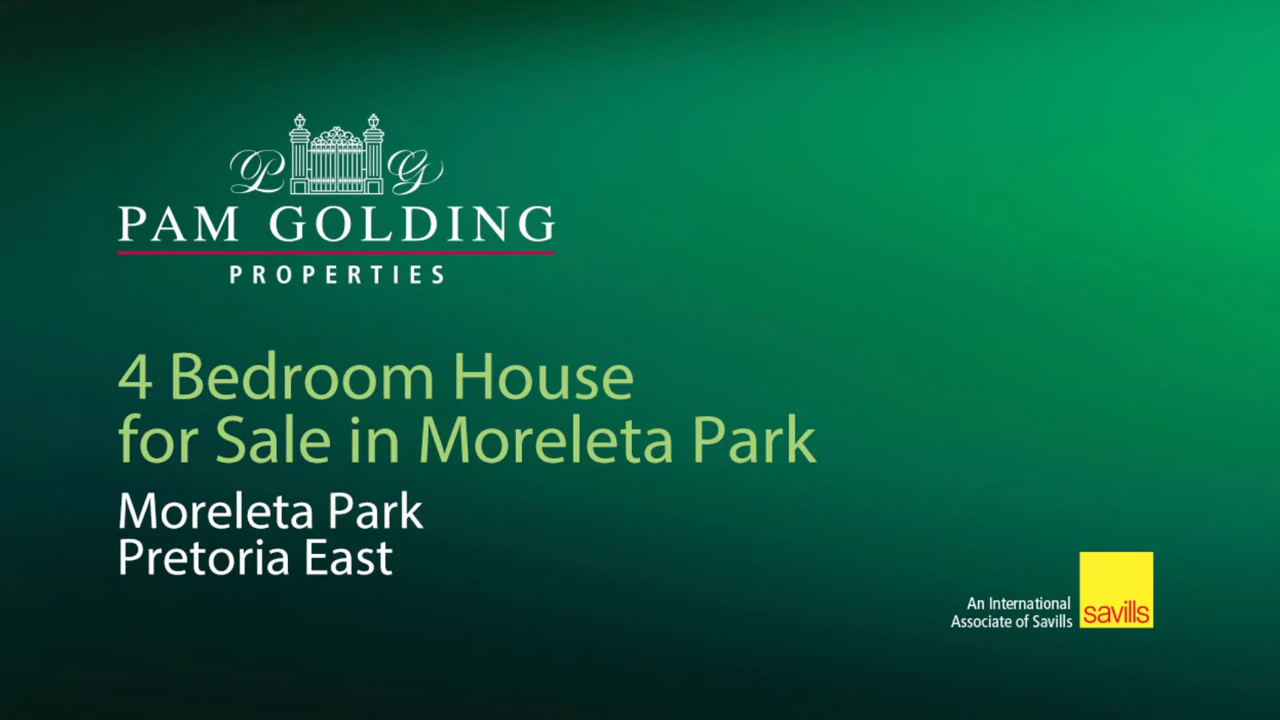 P G
PAM GOLDING
PROPERTIES
4 Bedroom House
for Sale in Moreleta Park
Moreleta Park
Pretoria East
An International
Associate of Savills
savills